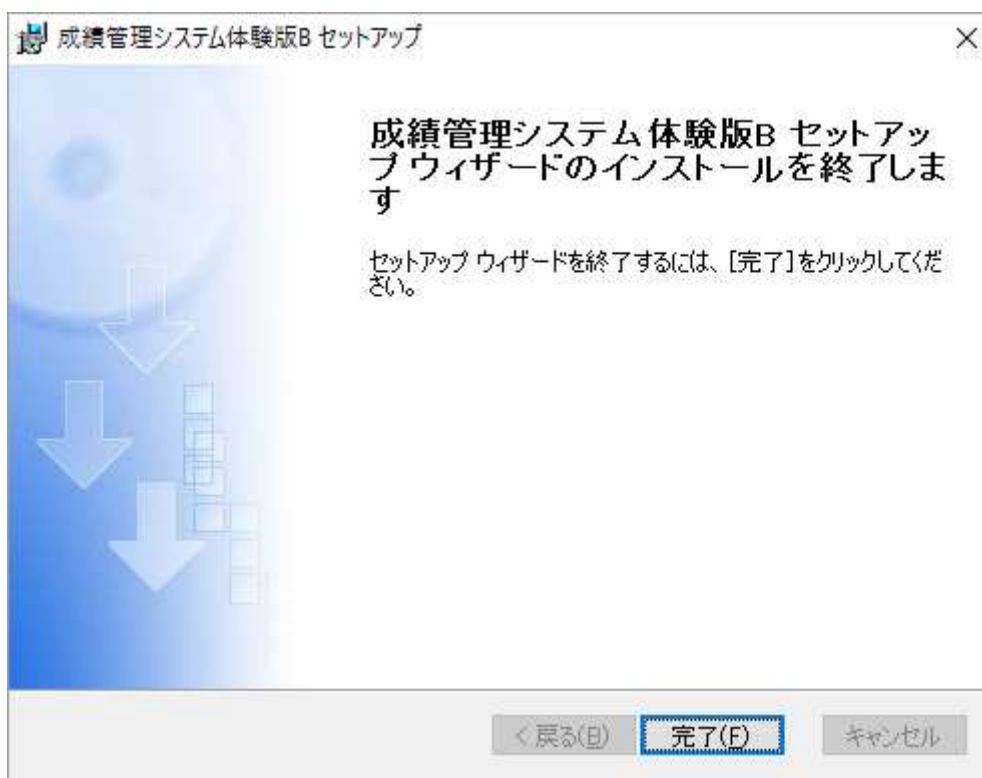 成績管理システム体験版B セットアップ
成績管理システム体験版B セットアッ
プ ウィザードのインストールを終了しま
す
セットアップ ウィザードを終了するには、[完了]をクリックしてくだ
さい。
< 戻る(B) 完了(F) キャンセル